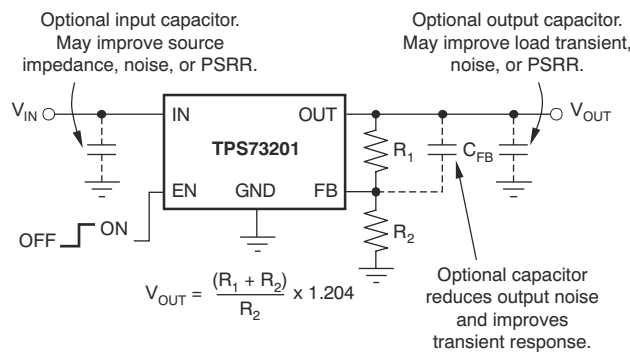 Optional input capacitor.
May improve source
impedance, noise, or PSRR.
Optional output capacitor.
May improve load transient,
noise, or PSRR.
V_IN
IN
OUT
V_OUT
TPS73201
R_1
C_FB
EN
GND
FB
OFF
ON
R_2
V_OUT = (R_1 + R_2) / R_2 x 1.204
Optional capacitor
reduces output noise
and improves
transient response.